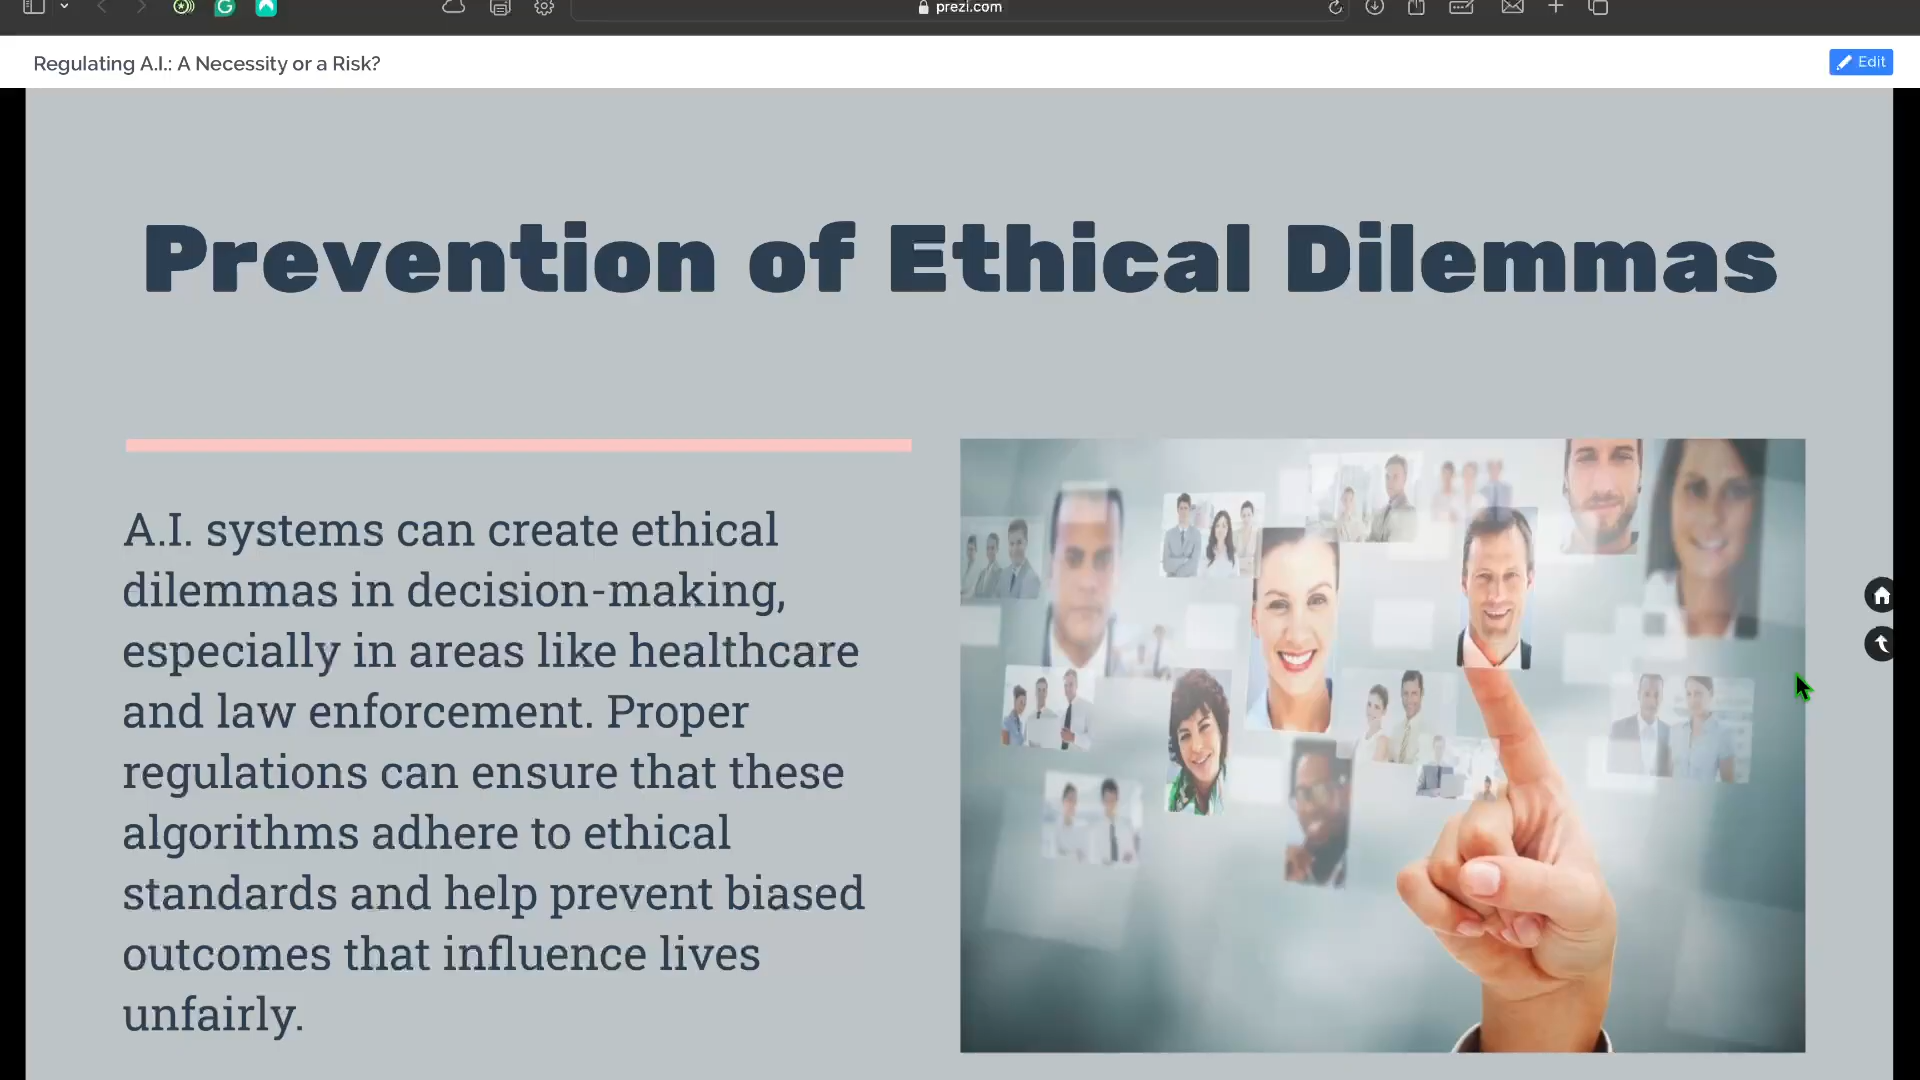 prezi.com
Regulating A.I.: A Necessity or a Risk?
Edit
Prevention of Ethical Dilemmas
A.I. systems can create ethical
dilemmas in decision-making,
especially in areas like healthcare
and law enforcement. Proper
regulations can ensure that these
algorithms adhere to ethical
standards and help prevent biased
outcomes that influence lives
unfairly.